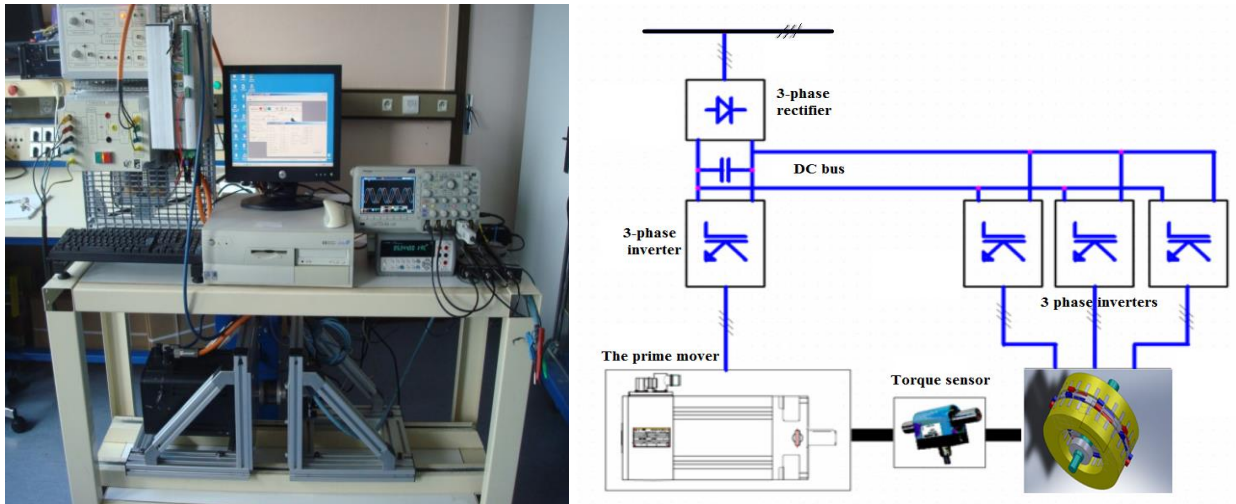 3-phase
rectifier
DC bus
3-phase
inverter
3 phase inverters
The prime mover
Torque sensor